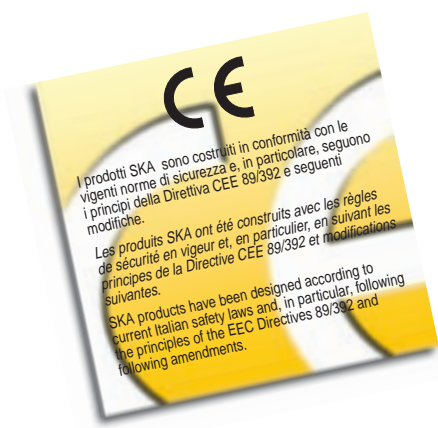 CE
I prodotti SKA sono costruiti in conformità con le
vigenti norme di sicurezza e, in particolare, seguono
i principi della Direttiva CEE 89/392 e seguenti
modifiche.
Les produits SKA ont été construits avec les règles
de sécurité en vigeur et, en particulier, en suivant les
principes de la Directive CEE 89/392 et modifications
suivantes.
SKA products have been designed according to
current Italian safety laws and, in particular, following
the principles of the EEC Directives 89/392 and
following amendments.